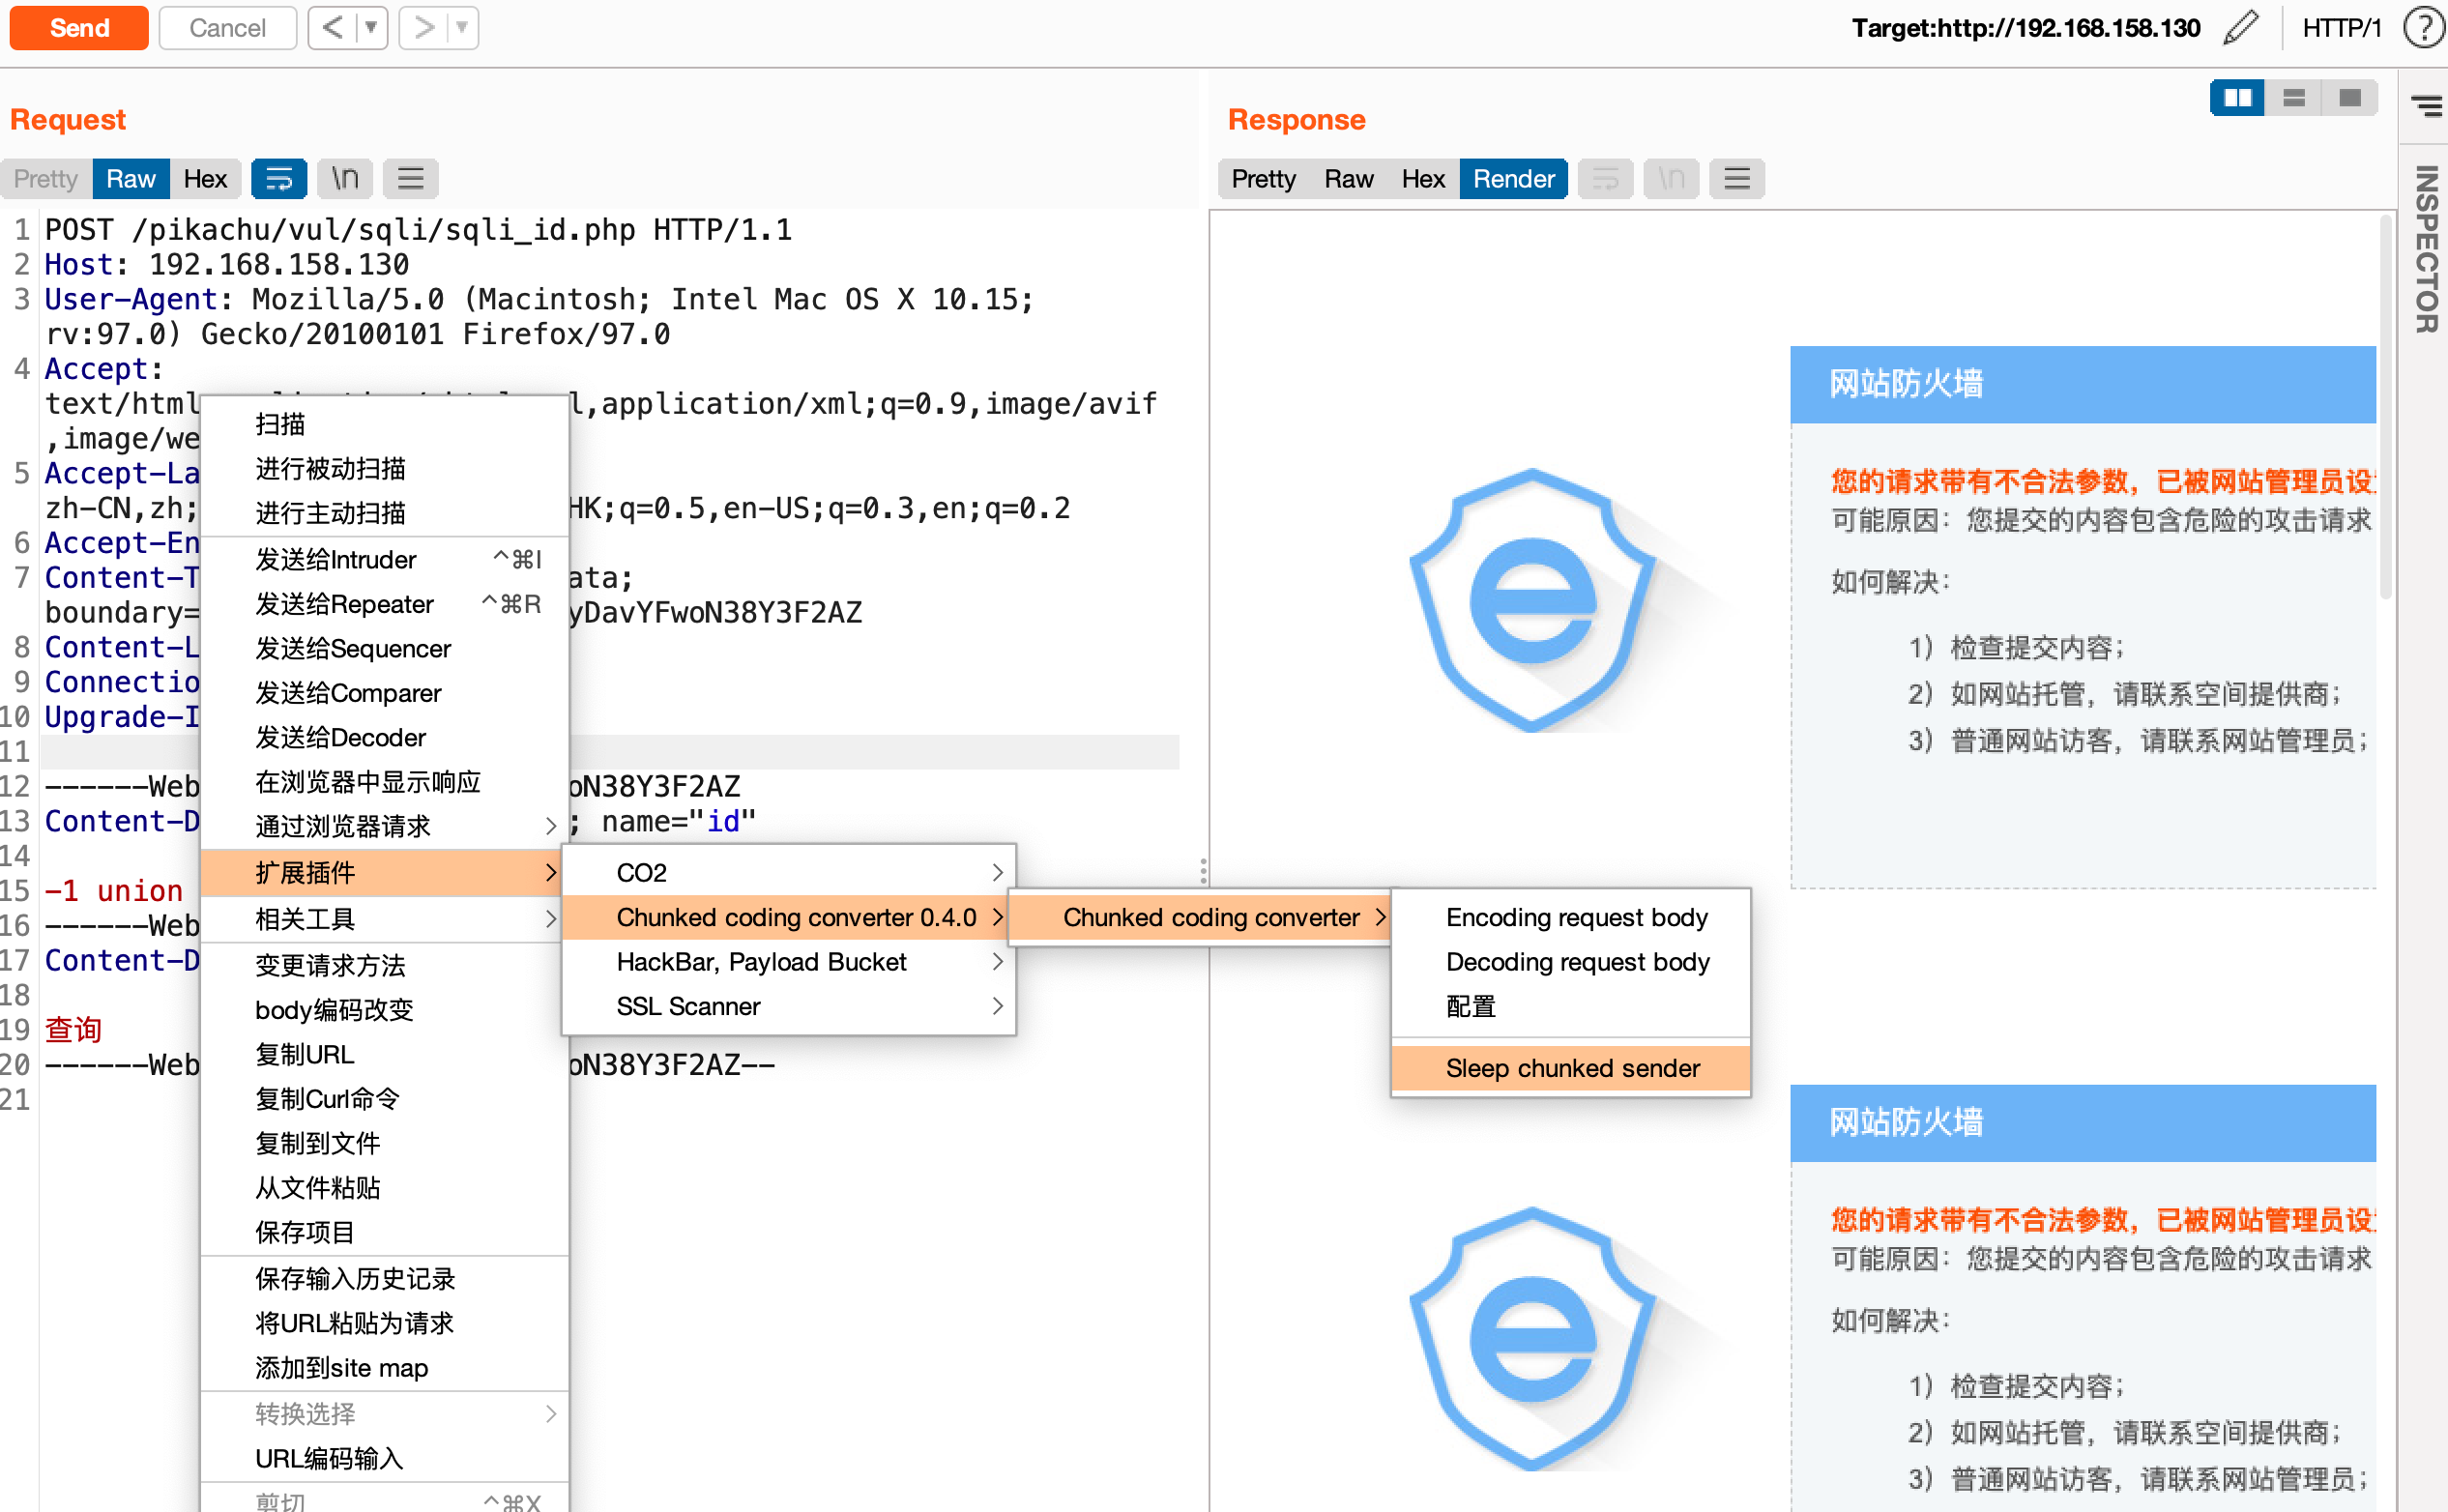 Send
Cancel
Target:http://192.168.158.130
HTTP/1
?
Request
Pretty
Raw
Hex
\n
1 POST /pikachu/vul/sqli/sqli_id.php HTTP/1.1
2 Host: 192.168.158.130
3 User-Agent: Mozilla/5.0 (Macintosh; Intel Mac OS X 10.15;
rv:97.0) Gecko/20100101 Firefox/97.0
4 Accept:
text/html l,application/xml;q=0.9,image/avif
,image/we
5 Accept-La
zh-CN,zh; HK;q=0.5,en-US;q=0.3,en;q=0.2
6 Accept-En
7 Content-T ata;
boundary= yDavYFwoN38Y3F2AZ
8 Content-L
9 Connectio
10 Upgrade-I
11
12 ------Web oN38Y3F2AZ
13 Content-D ; name="id"
14
15 -1 union
16 ------Web
17 Content-D
18
19 查询
20 ------Web oN38Y3F2AZ--
21
扫描
进行被动扫描
进行主动扫描
发送给Intruder ^⌘I
发送给Repeater ^⌘R
发送给Sequencer
发送给Comparer
发送给Decoder
在浏览器中显示响应
通过浏览器请求
扩展插件
相关工具
变更请求方法
body编码改变
复制URL
复制Curl命令
复制到文件
从文件粘贴
保存项目
保存输入历史记录
将URL粘贴为请求
添加到site map
转换选择
URL编码输入
剪切 ^⌘X
CO2
Chunked coding converter 0.4.0
HackBar, Payload Bucket
SSL Scanner
Chunked coding converter
Encoding request body
Decoding request body
配置
Sleep chunked sender
Response
Pretty
Raw
Hex
Render
\n
INSPECTOR
网站防火墙
您的请求带有不合法参数，已被网站管理员设
可能原因：您提交的内容包含危险的攻击请求
如何解决：
1）检查提交内容；
2）如网站托管，请联系空间提供商；
3）普通网站访客，请联系网站管理员；
网站防火墙
您的请求带有不合法参数，已被网站管理员设
可能原因：您提交的内容包含危险的攻击请求
如何解决：
1）检查提交内容；
2）如网站托管，请联系空间提供商；
3）普通网站访客，请联系网站管理员；